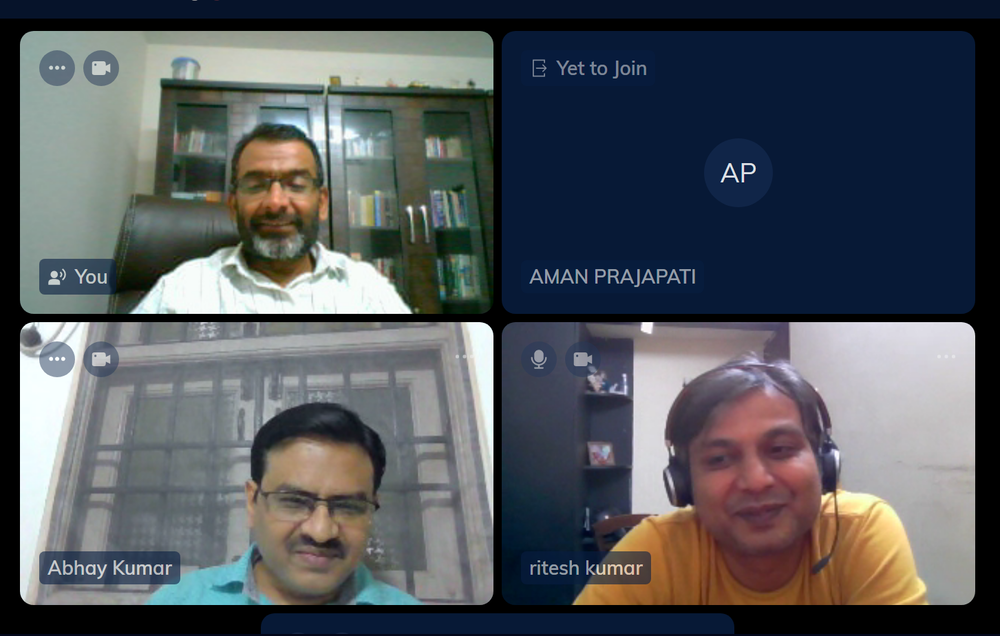 Yet to Join
AP
You
AMAN PRAJAPATI
Abhay Kumar
ritesh kumar